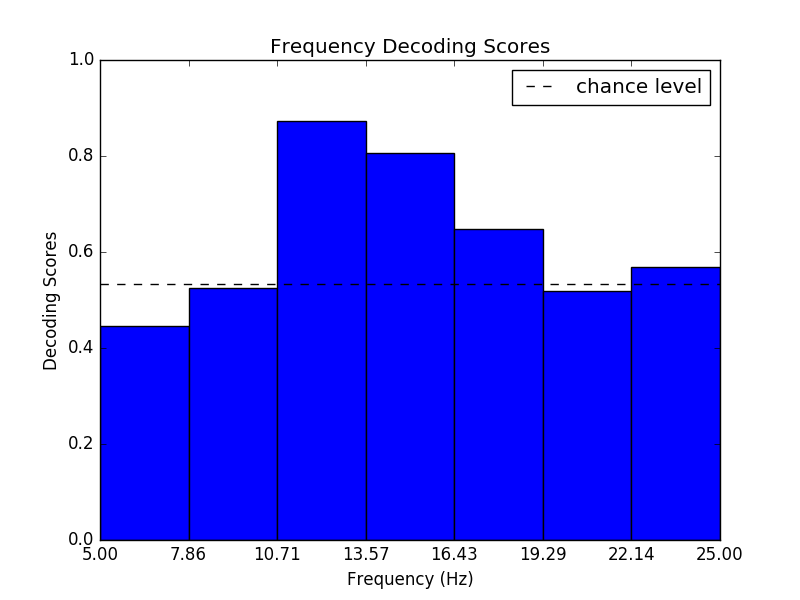 Frequency Decoding Scores
chance level
1.0
0.8
0.6
0.4
0.2
0.0
Decoding Scores
5.00 7.86 10.71 13.57 16.43 19.29 22.14 25.00
Frequency (Hz)